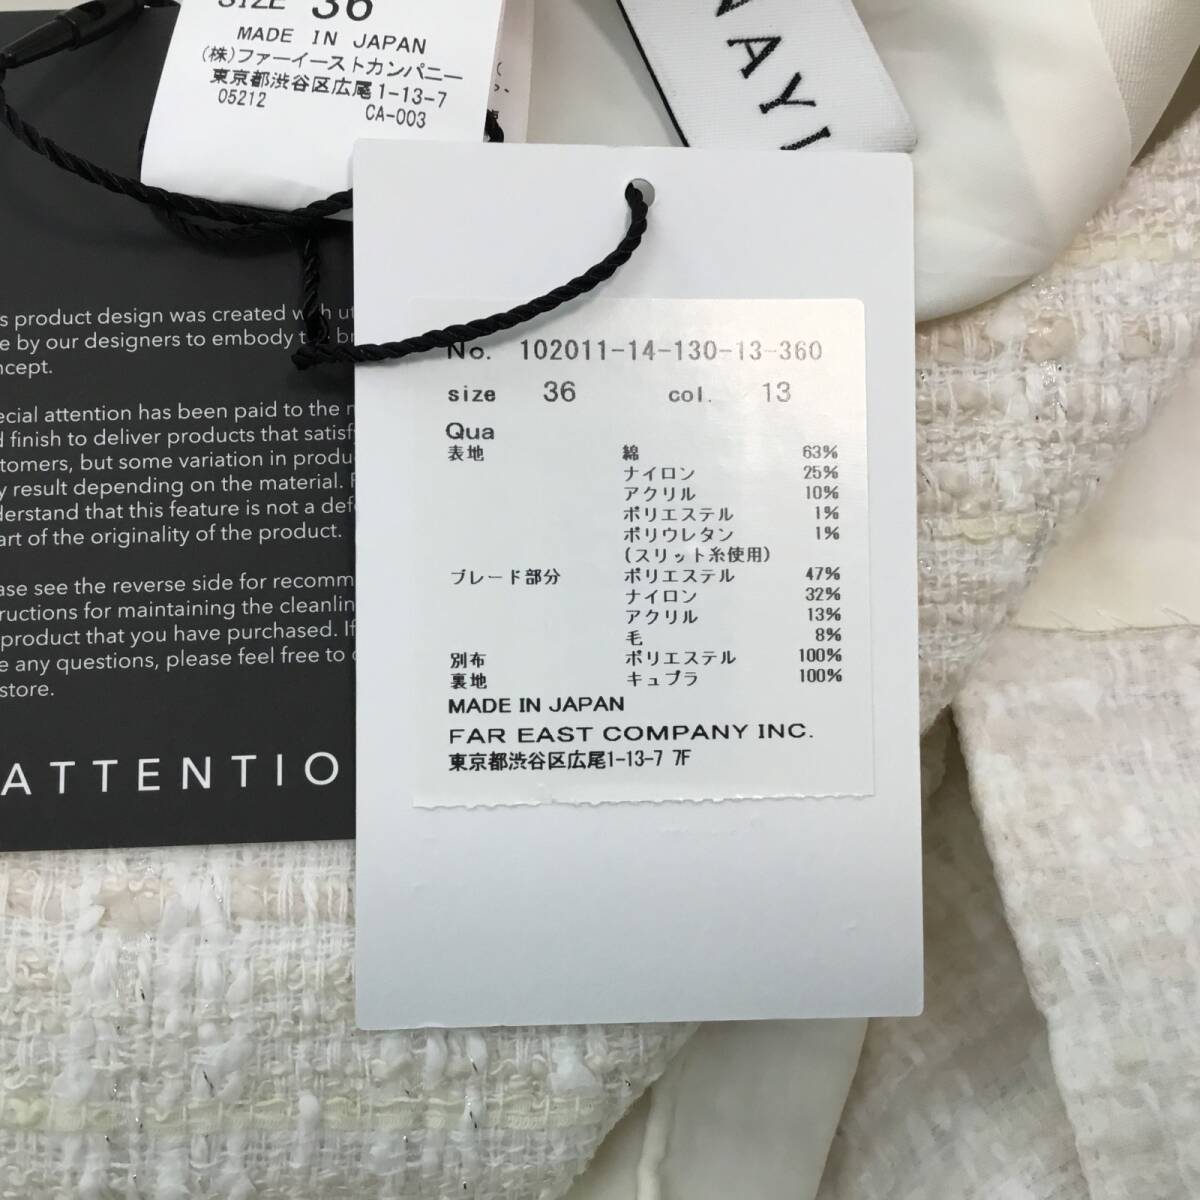 SIZE 36
MADE IN JAPAN
(株)ファーイーストカンパニー
東京都渋谷区広尾1-13-7
05212 CA-003
NAY
s product design was created
e by our designers to embody
ncept.
ecial attention has been paid to the
d finish to deliver products that satisf
tomers, but some variation in produ
y result depending on the material.
derstand that this feature is not a def
art of the originality of the product.
ase see the reverse side for recomm
tructions for maintaining the cleanlin
product that you have purchased. If
e any questions, please feel free to
store.
ATTENTIO
No. 102011-14-130-13-360
size 36 col. 13
Qua
表地 綿 63%
ナイロン 25%
アクリル 10%
ポリエステル 1%
ポリウレタン 1%
(スリット糸使用)
ブレード部分 ポリエステル 47%
ナイロン 32%
アクリル 13%
毛 8%
別布 ポリエステル 100%
裏地 キュプラ 100%
MADE IN JAPAN
FAR EAST COMPANY INC.
東京都渋谷区広尾1-13-7 7F